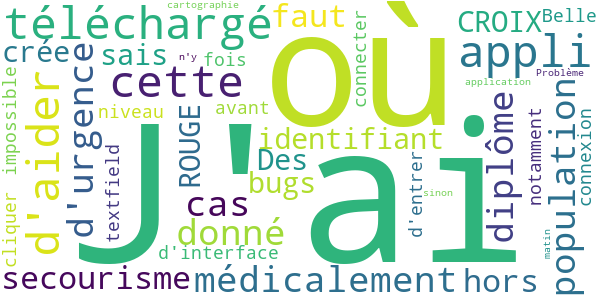 cartographie
téléchargé
faut
CROIX
Belle
où
créée
sais
n'y
fois
connecter
appli
Problème
application
cette
impossible
d'aider
d'urgence
niveau
ROUGE
avant
J'ai
identifiant
diplôme
population
notamment
connexion
Des
bugs
textfield
d'entrer
cas
sinon
cliquer
donné
matin
d'interface
secourisme
médicalement
hors